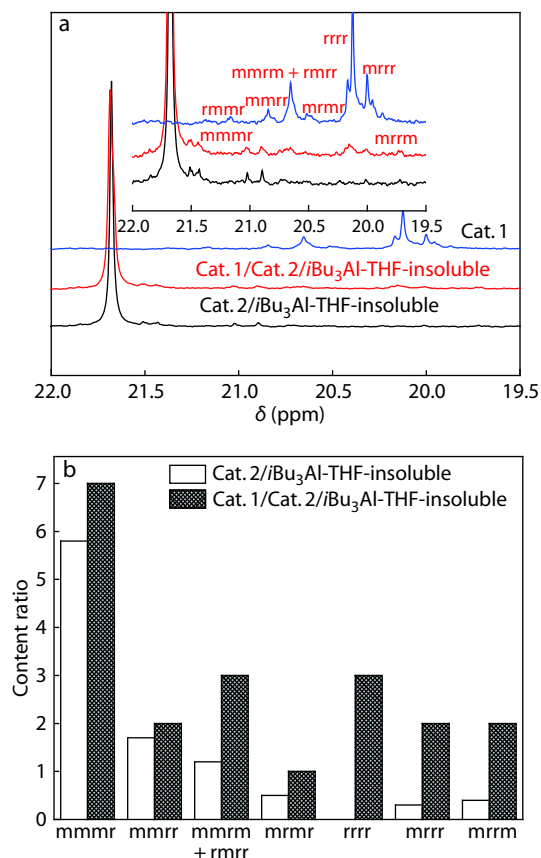 a
rrrr
mmrm + rmrr
mrrr
rmmr
mmrr
mrmr
mmmr
mrrm
22.0 21.5 21.0 20.5 20.0 19.5
Cat. 1
Cat. 1/Cat. 2/iBu₃Al-THF-insoluble
Cat. 2/iBu₃Al-THF-insoluble
22.0 21.5 21.0 20.5 20.0 19.5
δ (ppm)
b
Cat. 2/iBu₃Al-THF-insoluble
Cat. 1/Cat. 2/iBu₃Al-THF-insoluble
7
6
5
4
3
2
1
0
Content ratio
mmmr mmrr mmrm mrmr rrrr mrrr mrrm
+ rmrr